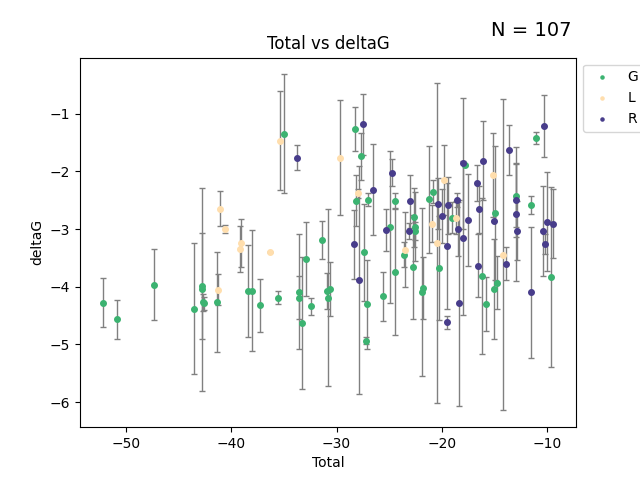 N = 107
Total vs deltaG
G
L
R
deltaG
−1
−2
−3
−4
−5
−6
−50
−40
−30
−20
−10
Total